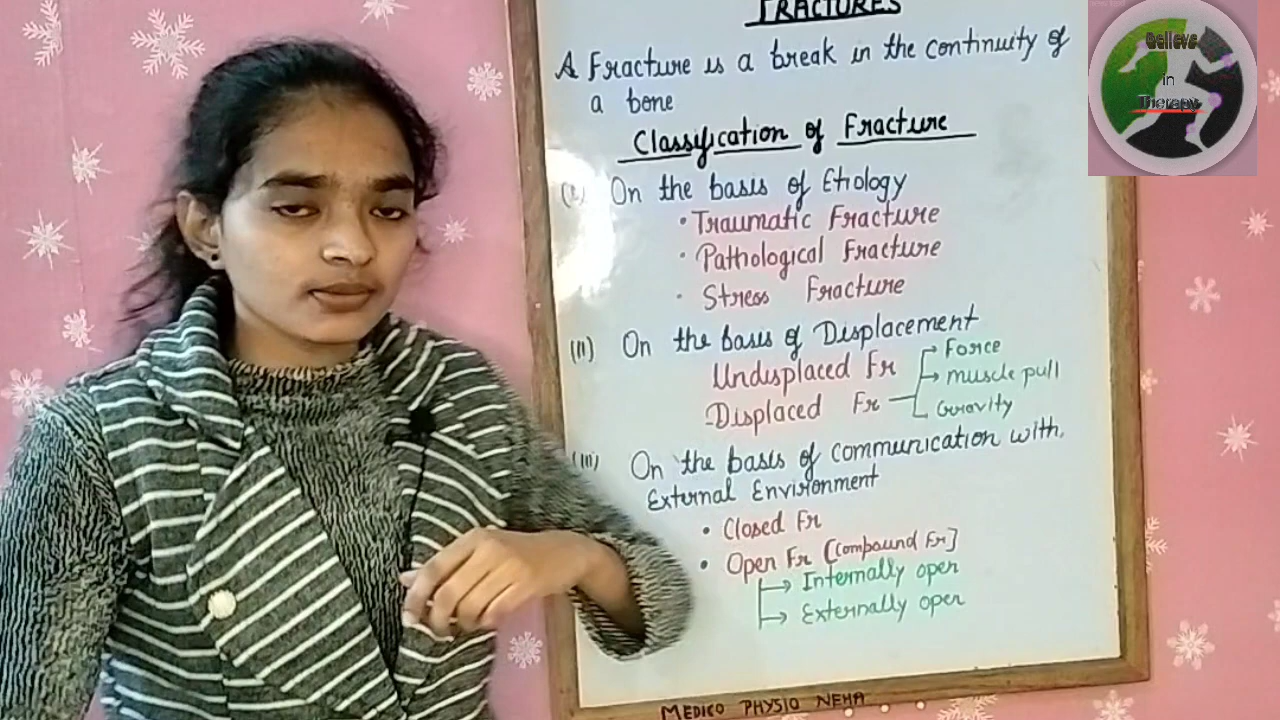 FRACTURES
A Fracture is a break in the continuity of
a bone
Classification of Fracture
(I) On the basis of Etiology
• Traumatic Fracture
• Pathological Fracture
• Stress Fracture
(II) On the basis of Displacement
Undisplaced Fr
Displaced Fr
Force
muscle pull
Gravity
(III) On the basis of communication with
External Environment
• Closed Fr
• Open Fr [Compound Fr]
Internally open
Externally open
MEDICO PHYSIO NEHA
Believe
in
Therapy